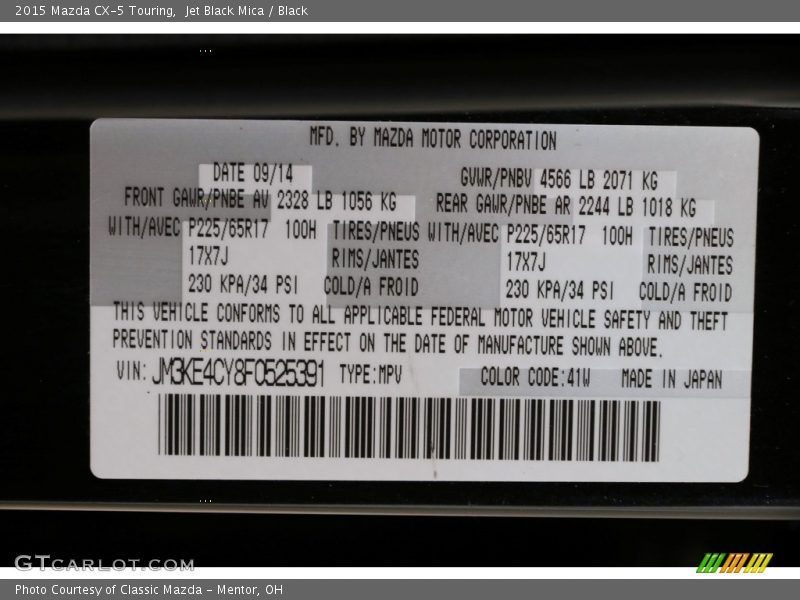 2015 Mazda CX-5 Touring,  Jet Black Mica / Black
MFD. BY MAZDA MOTOR CORPORATION
DATE 09/14 GVWR/PNBV 4566 LB 2071 KG
FRONT GAWR/PNBE AV 2328 LB 1056 KG REAR GAWR/PNBE AR 2244 LB 1018 KG
WITH/AVEC P225/65R17 100H TIRES/PNEUS WITH/AVEC P225/65R17 100H TIRES/PNEUS
17X7J RIMS/JANTES 17X7J RIMS/JANTES
230 KPA/34 PSI COLD/A FROID 230 KPA/34 PSI COLD/A FROID
THIS VEHICLE CONFORMS TO ALL APPLICABLE FEDERAL MOTOR VEHICLE SAFETY AND THEFT
PREVENTION STANDARDS IN EFFECT ON THE DATE OF MANUFACTURE SHOWN ABOVE.
VIN: JM3KE4CY8F0525391 TYPE:MPV COLOR CODE:41W MADE IN JAPAN
GTCARLOT.COM
Photo Courtesy of Classic Mazda - Mentor, OH